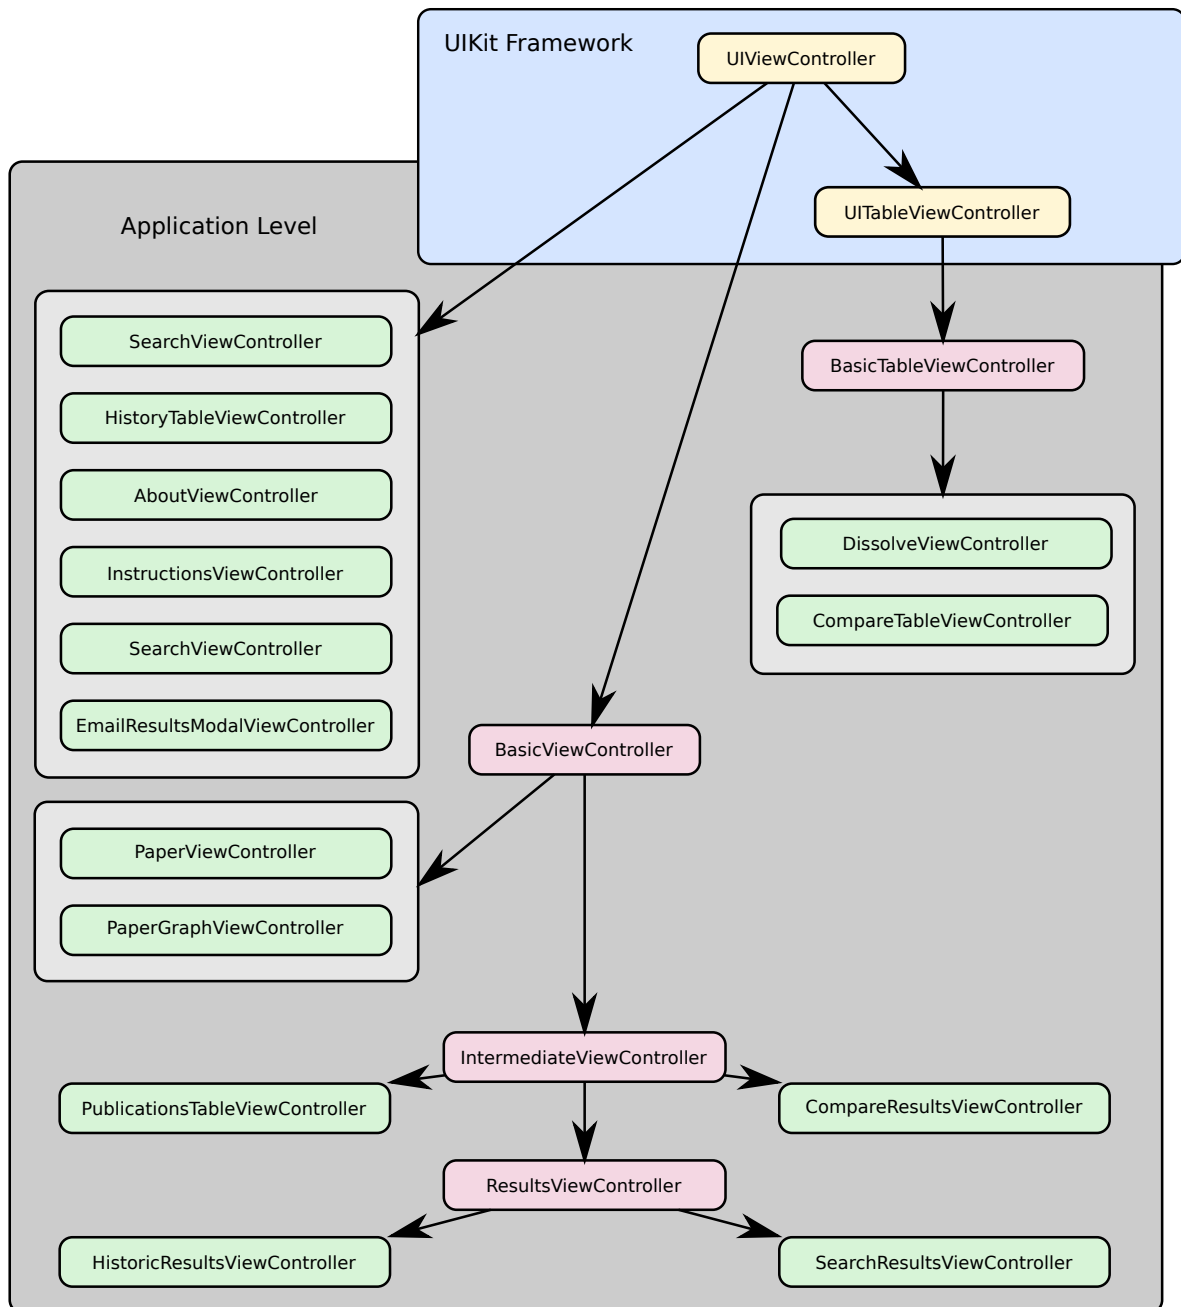 UIKit Framework
UIViewController
UITableViewController
Application Level
SearchViewController
HistoryTableViewController
AboutViewController
InstructionsViewController
SearchViewController
EmailResultsModalViewController
BasicTableViewController
DissolveViewController
CompareTableViewController
BasicViewController
PaperViewController
PaperGraphViewController
IntermediateViewController
PublicationsTableViewController
CompareResultsViewController
ResultsViewController
HistoricResultsViewController
SearchResultsViewController